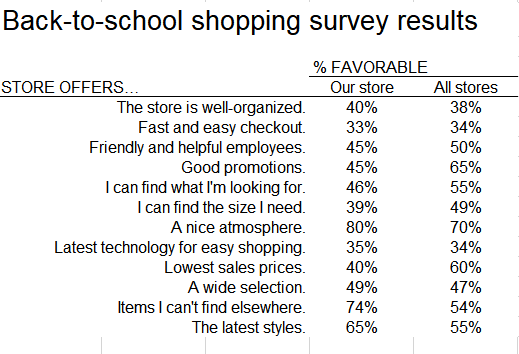 Back-to-school shopping survey results
% FAVORABLE
STORE OFFERS... Our store All stores
The store is well-organized. 40% 38%
Fast and easy checkout. 33% 34%
Friendly and helpful employees. 45% 50%
Good promotions. 45% 65%
I can find what I'm looking for. 46% 55%
I can find the size I need. 39% 49%
A nice atmosphere. 80% 70%
Latest technology for easy shopping. 35% 34%
Lowest sales prices. 40% 60%
A wide selection. 49% 47%
Items I can't find elsewhere. 74% 54%
The latest styles. 65% 55%